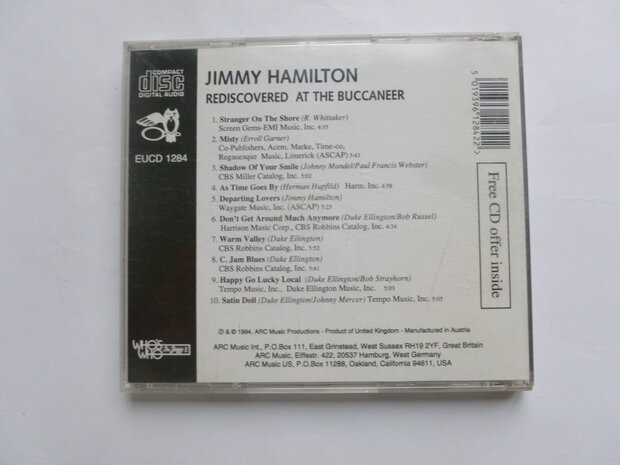 COMPACT
disc
DIGITAL AUDIO
EUCD 1284
WHO'S
WHO
JIMMY HAMILTON
REDISCOVERED AT THE BUCCANEER
1. Stranger On The Shore (R. Whittaker)
Screen Gems-EMI Music, Inc. 4:35
2. Misty (Erroll Garner)
Co-Publishers, Acem, Marke, Time-co,
Regauesque Music, Limerick (ASCAP) 5:43
3. Shadow Of Your Smile (Johnny Mandel/Paul Francis Webster)
CBS Miller Catalog, Inc. 5:02
4. As Time Goes By (Herman Hupfild) Harm, Inc. 4:58
5. Departing Lovers (Jimmy Hamilton)
Waygate Music, Inc. (ASCAP) 5:23
6. Don't Get Around Much Anymore (Duke Ellington/Bob Russel)
Harrison Music Corp., CBS Robbins Catalog, Inc. 4:34
7. Warm Valley (Duke Ellington)
CBS Robbins Catalog, Inc. 5:52
8. C. Jam Blues (Duke Ellington)
CBS Robbins Catalog, Inc. 5:41
9. Happy Go Lucky Local (Duke Ellington/Bob Strayhorn)
Tempo Music, Inc., Duke Ellington Music, Inc. 5:03
10. Satin Doll (Duke Ellington/Johnny Mercer) Tempo Music, Inc. 5:05
℗ & © 1994, ARC Music Productions - Product of United Kingdom - Manufactured in Austria
ARC Music Int., P.O.Box 111, East Grinstead, West Sussex RH19 2YF, Great Britain
ARC Music, Eiffestr. 422, 20537 Hamburg, West Germany
ARC Music US, P.O.Box 11288, Oakland, California 94611, USA
5 019396 128422
Free CD offer inside